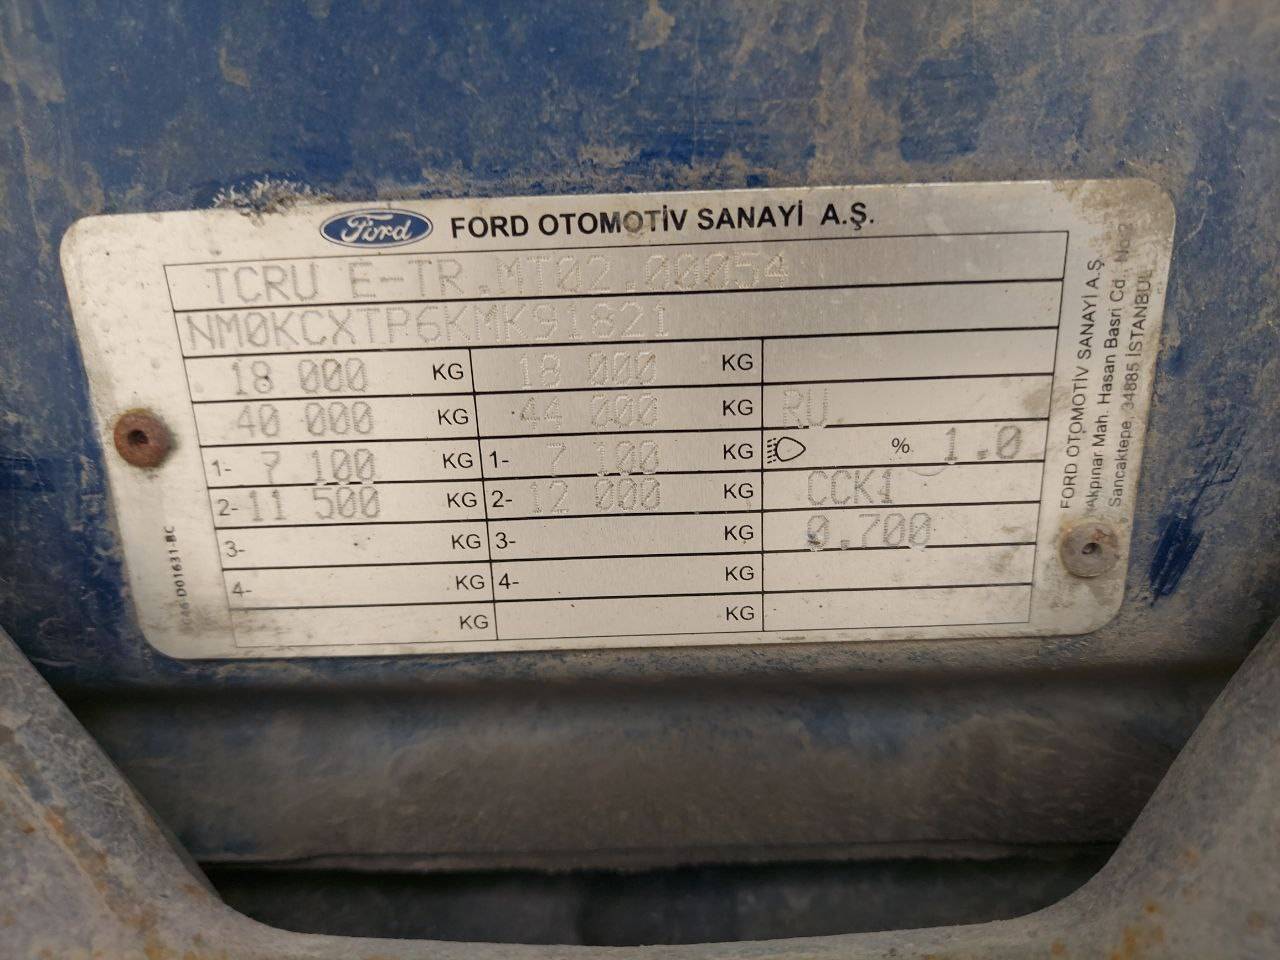 Ford FORD OTOMOTİV SANAYİ A.Ş.
TCRU E-TR.MT02.00054
NM0KCXTP6KMK91821
18 000 KG 18 000 KG
40 000 KG 44 000 KG RU.
1- 7 100 KG 1- 7 100 KG % 1.0
2- 11 500 KG 2- 12 000 KG CCK1
3- KG 3- KG 0.700
4- KG 4- KG
KG KG
FORD OTOMOTİV SANAYİ A.Ş.
Akpınar Mah. Hasan Basri Cd. No:2
Sancaktepe, 34885 İSTANBUL
D01631-BC